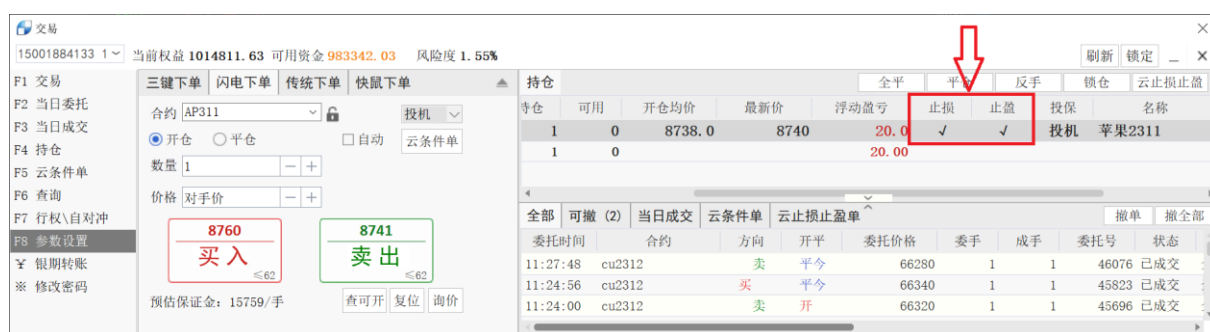 交易
15001884133 1 当前权益 1014811.63 可用资金 983342.03 风险度 1.55% 刷新 锁定
F1 交易
F2 当日委托
F3 当日成交
F4 持仓
F5 云条件单
F6 查询
F7 行权\自对冲
F8 参数设置
￥ 银期转账
※ 修改密码
三键下单 闪电下单 传统下单 快鼠下单
合约 AP311 投机
开仓 平仓 自动 云条件单
数量 1
价格 对手价
8760 8741
买入 卖出
≤62 ≤62
预估保证金: 15759/手 查可开 复位 询价
持仓 全平 平仓 反手 锁仓 云止损止盈
持仓 可用 开仓均价 最新价 浮动盈亏 止损 止盈 投保 名称
1 0 8738.0 8740 20.0 √ √ 投机 苹果2311
1 0 20.00
全部 可撤 (2) 当日成交 云条件单 云止损止盈单 撤单 撤全部
委托时间 合约 方向 开平 委托价格 委手 成手 委托号 状态
11:27:48 cu2312 卖 平今 66280 1 1 46076 已成交
11:24:56 cu2312 买 平今 66340 1 1 45823 已成交
11:24:00 cu2312 卖 开 66320 1 1 45696 已成交